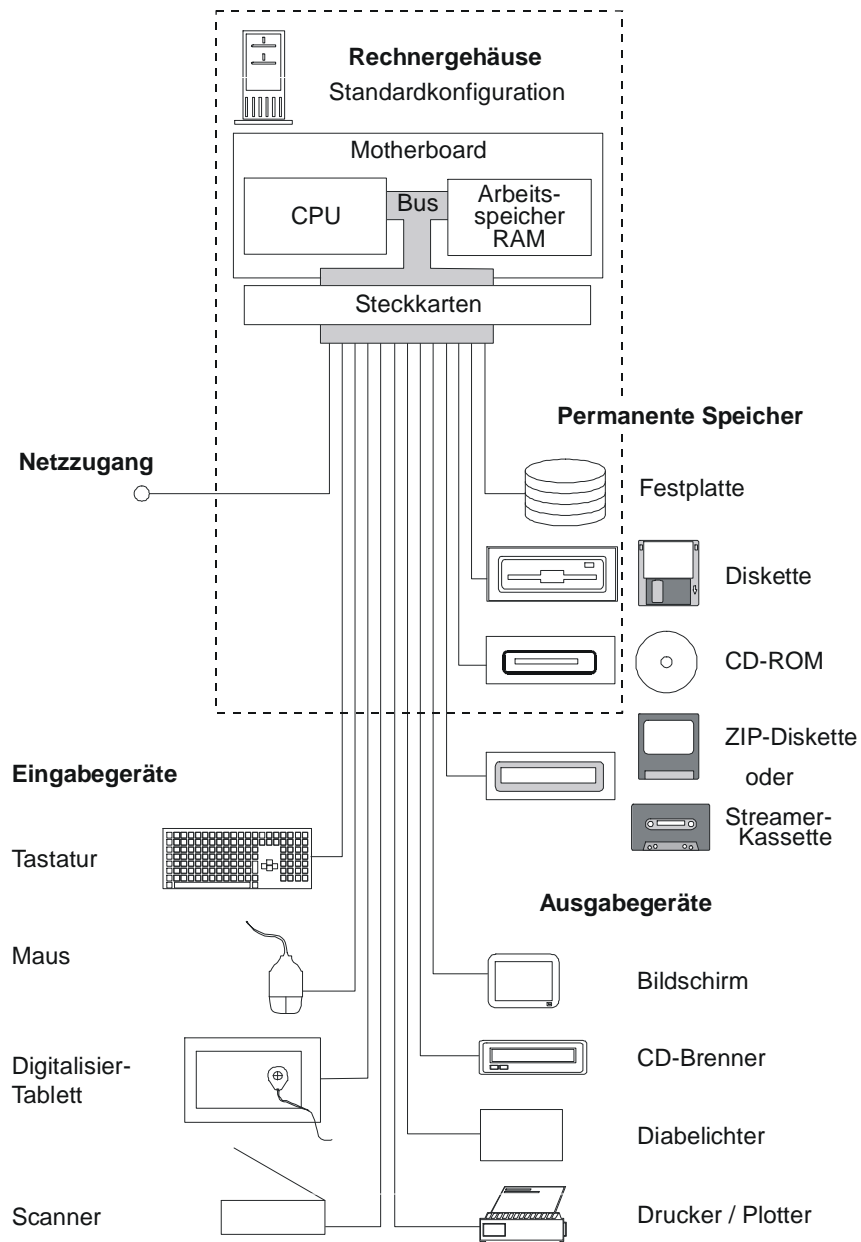 Rechnergehäuse
Standardkonfiguration
Motherboard
CPU
Bus
Arbeits-
speicher
RAM
Steckkarten
Permanente Speicher
Netzzugang
Festplatte
Diskette
CD-ROM
ZIP-Diskette
oder
Streamer-
Kassette
Eingabegeräte
Tastatur
Maus
Digitalisier-
Tablett
Scanner
Ausgabegeräte
Bildschirm
CD-Brenner
Diabelichter
Drucker / Plotter